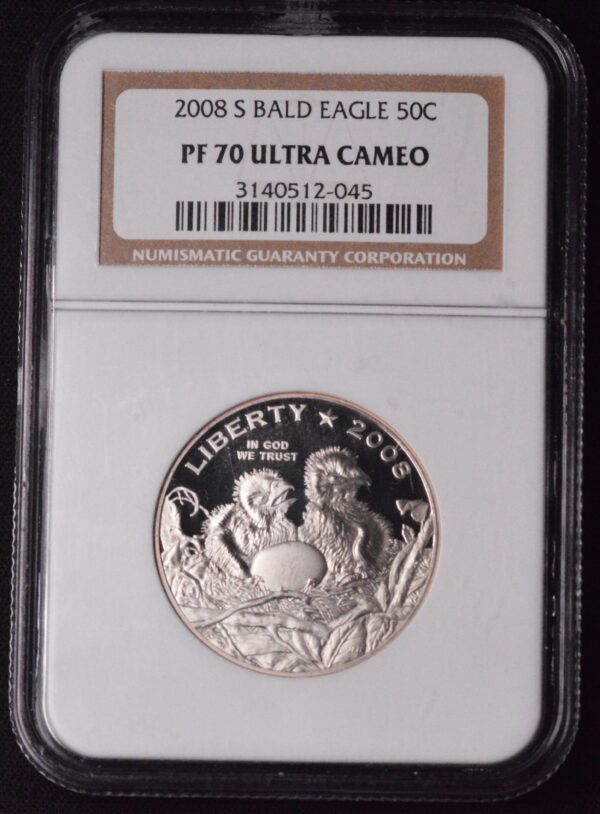 2008 S BALD EAGLE 50C
PF 70 ULTRA CAMEO
3140512-045
NUMISMATIC GUARANTY CORPORATION
LIBERTY ★ 2008
IN GOD
WE TRUST